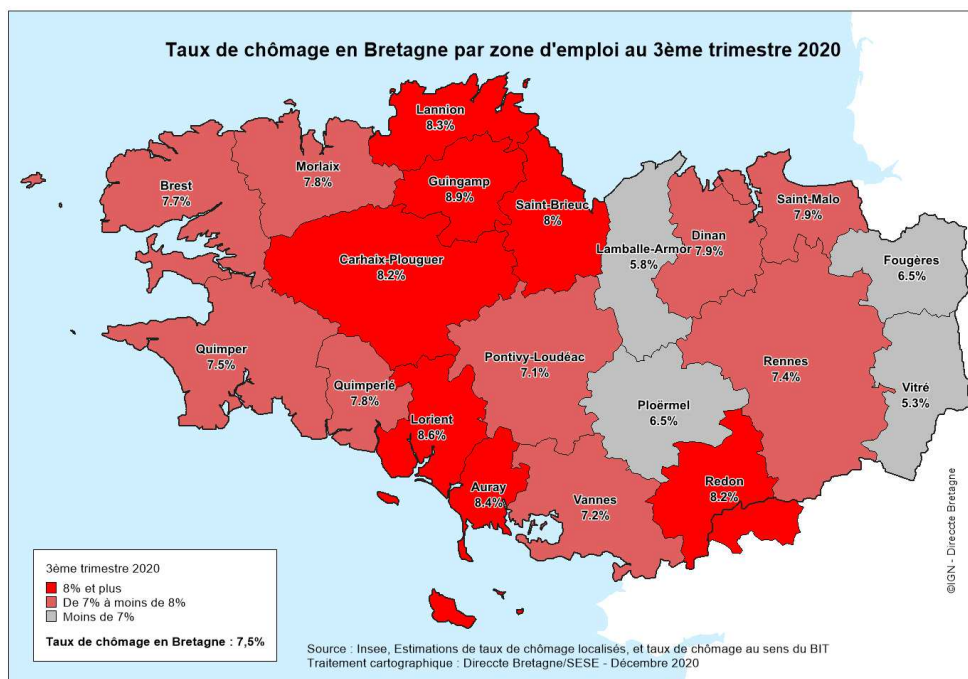 Taux de chômage en Bretagne par zone d'emploi au 3ème trimestre 2020
Lannion
8.3%
Morlaix
7.8%
Brest
7.7%
Guingamp
8.9%
Saint-Brieuc
8%
Saint-Malo
7.9%
Dinan
7.9%
Lamballe-Armor
5.8%
Fougères
6.5%
Carhaix-Plouguer
8.2%
Quimper
7.5%
Pontivy-Loudéac
7.1%
Rennes
7.4%
Quimperlé
7.8%
Vitré
5.3%
Ploërmel
6.5%
Lorient
8.6%
Auray
8.4%
Vannes
7.2%
Redon
8.2%
3ème trimestre 2020
8% et plus
De 7% à moins de 8%
Moins de 7%
Taux de chômage en Bretagne : 7,5%
Source : Insee, Estimations de taux de chômage localisés, et taux de chômage au sens du BIT
Traitement cartographique : Direccte Bretagne/SESE - Décembre 2020
©IGN - Direccte Bretagne